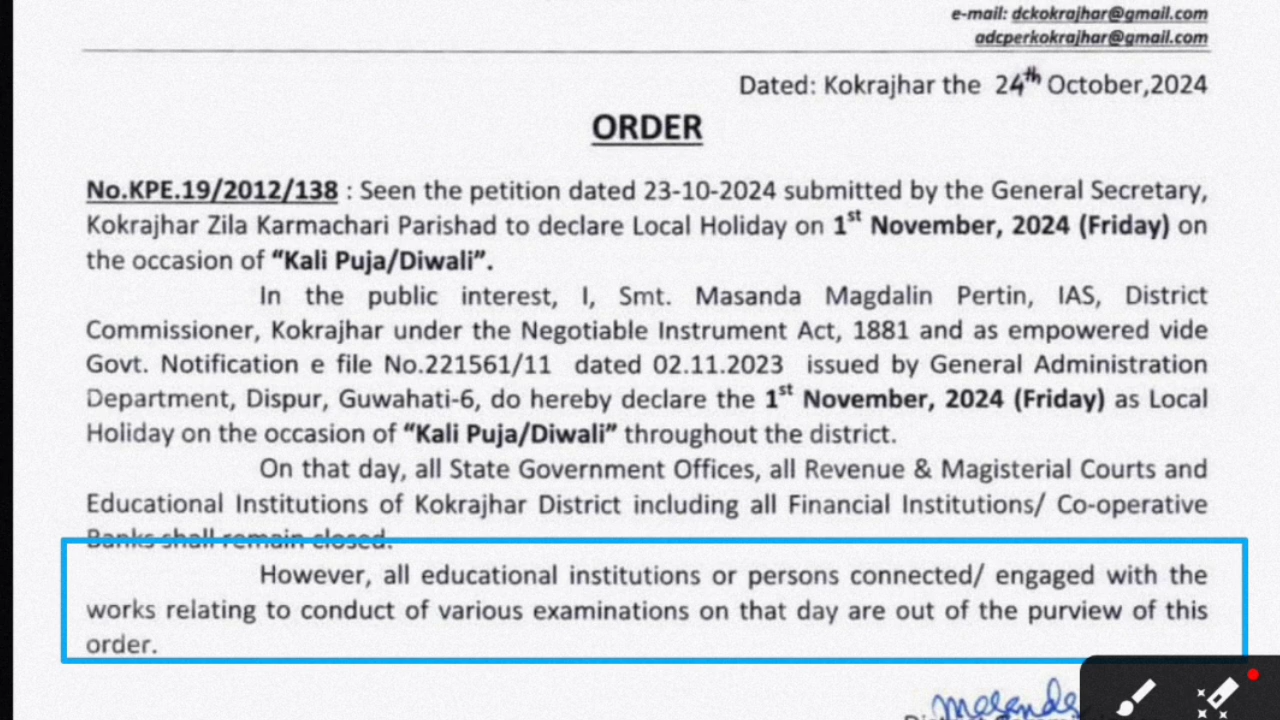 e-mail: dckokrajhar@gmail.com
adcperkokrajhar@gmail.com
Dated: Kokrajhar the 24th October,2024
ORDER
No.KPE.19/2012/138 : Seen the petition dated 23-10-2024 submitted by the General Secretary,
Kokrajhar Zila Karmachari Parishad to declare Local Holiday on 1st November, 2024 (Friday) on
the occasion of “Kali Puja/Diwali”.
In the public interest, I, Smt. Masanda Magdalin Pertin, IAS, District
Commissioner, Kokrajhar under the Negotiable Instrument Act, 1881 and as empowered vide
Govt. Notification e file No.221561/11 dated 02.11.2023 issued by General Administration
Department, Dispur, Guwahati-6, do hereby declare the 1st November, 2024 (Friday) as Local
Holiday on the occasion of “Kali Puja/Diwali” throughout the district.
On that day, all State Government Offices, all Revenue & Magisterial Courts and
Educational Institutions of Kokrajhar District including all Financial Institutions/ Co-operative
Banks shall remain closed.
However, all educational institutions or persons connected/ engaged with the
works relating to conduct of various examinations on that day are out of the purview of this
order.